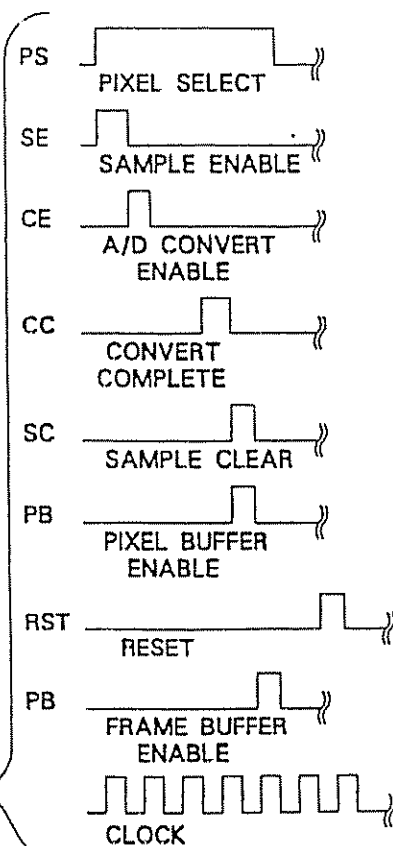 PS
PIXEL SELECT
SE
SAMPLE ENABLE
CE
A/D CONVERT
ENABLE
CC
CONVERT
COMPLETE
SC
SAMPLE CLEAR
PB
PIXEL BUFFER
ENABLE
RST
RESET
PB
FRAME BUFFER
ENABLE
CLOCK